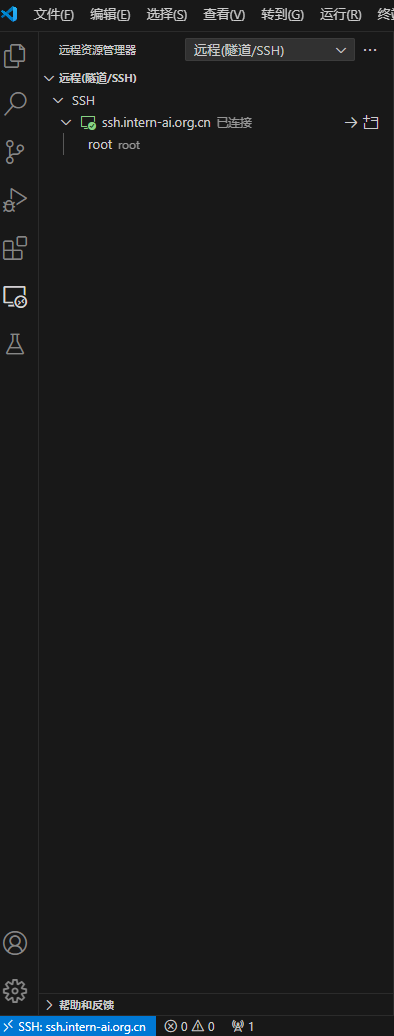 文件(F) 编辑(E) 选择(S) 查看(V) 转到(G) 运行(R)
远程资源管理器 远程(隧道/SSH) ···
远程(隧道/SSH)
SSH
ssh.intern-ai.org.cn 已连接
root root
帮助和反馈
SSH: ssh.intern-ai.org.cn 0 0 1